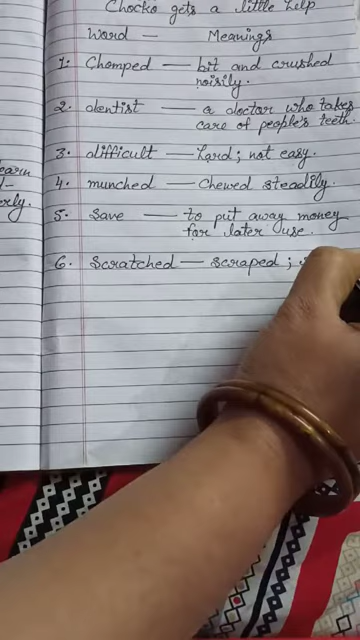 Chocko gets a little help
Word — Meanings
1. Chomped — bit and crushed
noisily.
2. dentist — a doctor who takes
care of people's teeth.
3. difficult — hard; not easy.
4. munched — chewed steadily.
5. Save — to put away money
for later use.
6. Scratched — scraped;
earn